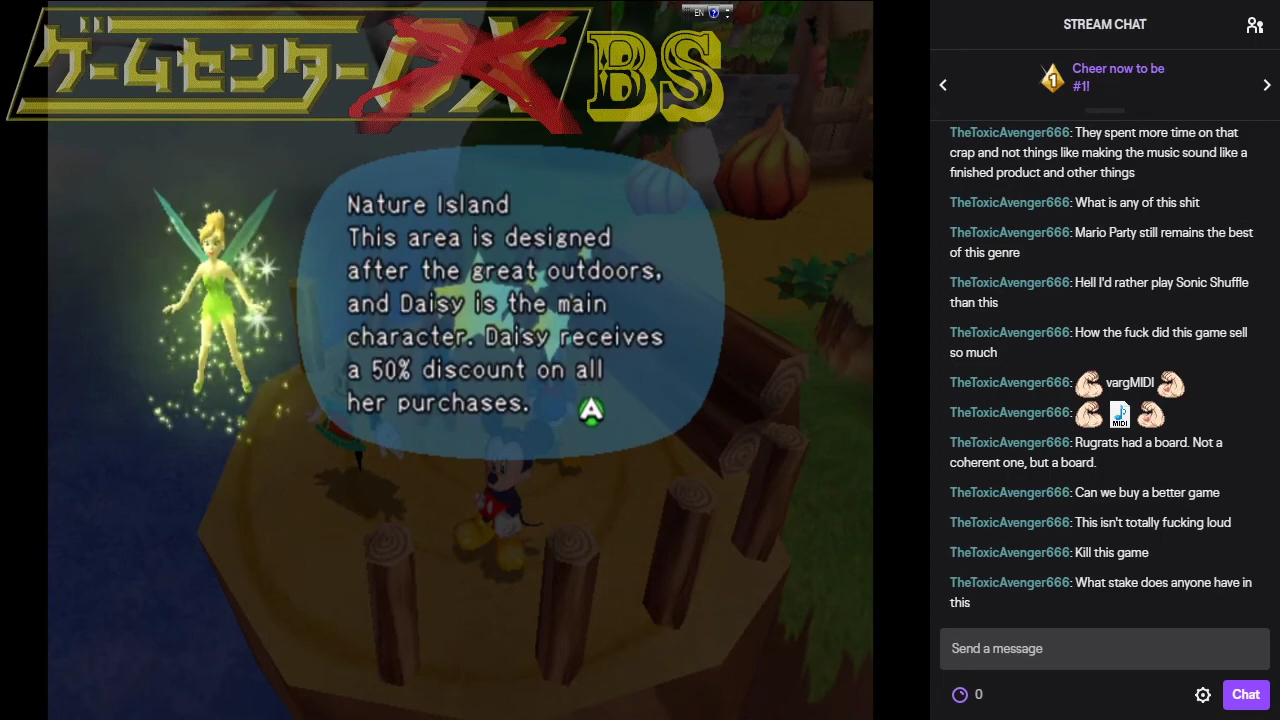 ゲームセンターDX BS
EN
Nature Island
This area is designed
after the great outdoors,
and Daisy is the main
character. Daisy receives
a 50% discount on all
her purchases.
A
STREAM CHAT
1
Cheer now to be
#1!
TheToxicAvenger666: They spent more time on that
crap and not things like making the music sound like a
finished product and other things
TheToxicAvenger666: What is any of this shit
TheToxicAvenger666: Mario Party still remains the best
of this genre
TheToxicAvenger666: Hell I'd rather play Sonic Shuffle
than this
TheToxicAvenger666: How the fuck did this game sell
so much
TheToxicAvenger666: vargMIDI
TheToxicAvenger666: MIDI
TheToxicAvenger666: Rugrats had a board. Not a
coherent one, but a board.
TheToxicAvenger666: Can we buy a better game
TheToxicAvenger666: This isn't totally fucking loud
TheToxicAvenger666: Kill this game
TheToxicAvenger666: What stake does anyone have in
this
Send a message
0
Chat